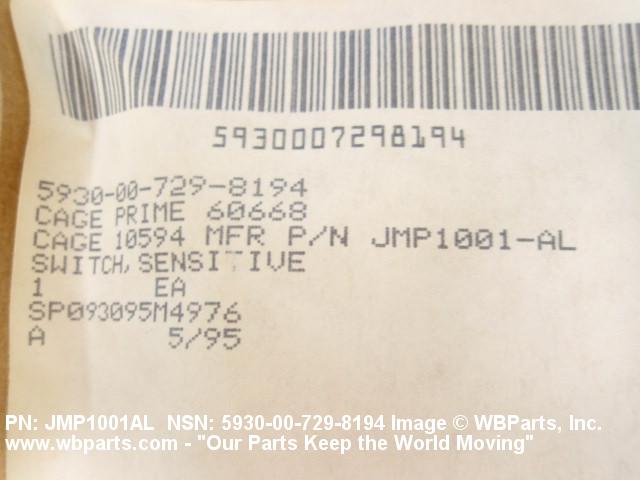 5930007298194
5930-00-729-8194
CAGE PRIME 60668
CAGE 10594 MFR P/N JMP1001-AL
SWITCH, SENSITIVE
1 EA
SP093095M4976
A 5/95
PN: JMP1001AL NSN: 5930-00-729-8194 Image © WBParts, Inc.
www.wbparts.com - "Our Parts Keep the World Moving"